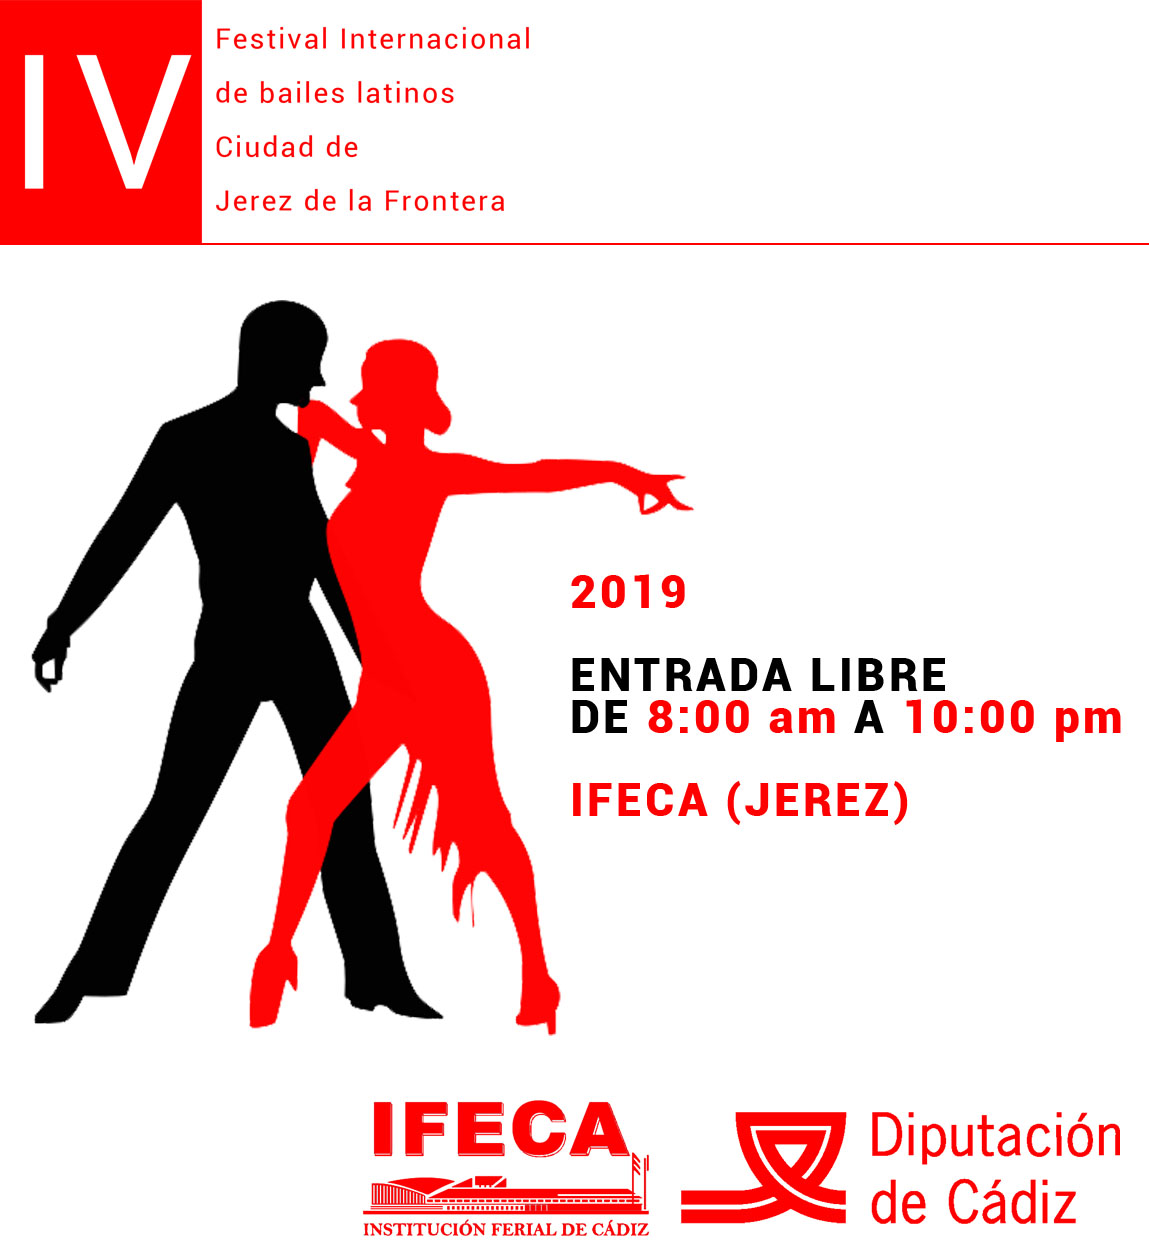 IV
Festival Internacional
de bailes latinos
Ciudad de
Jerez de la Frontera
2019
ENTRADA LIBRE
DE 8:00 am A 10:00 pm
IFECA (JEREZ)
IFECA
INSTITUCIÓN FERIAL DE CÁDIZ
Diputación
de Cádiz